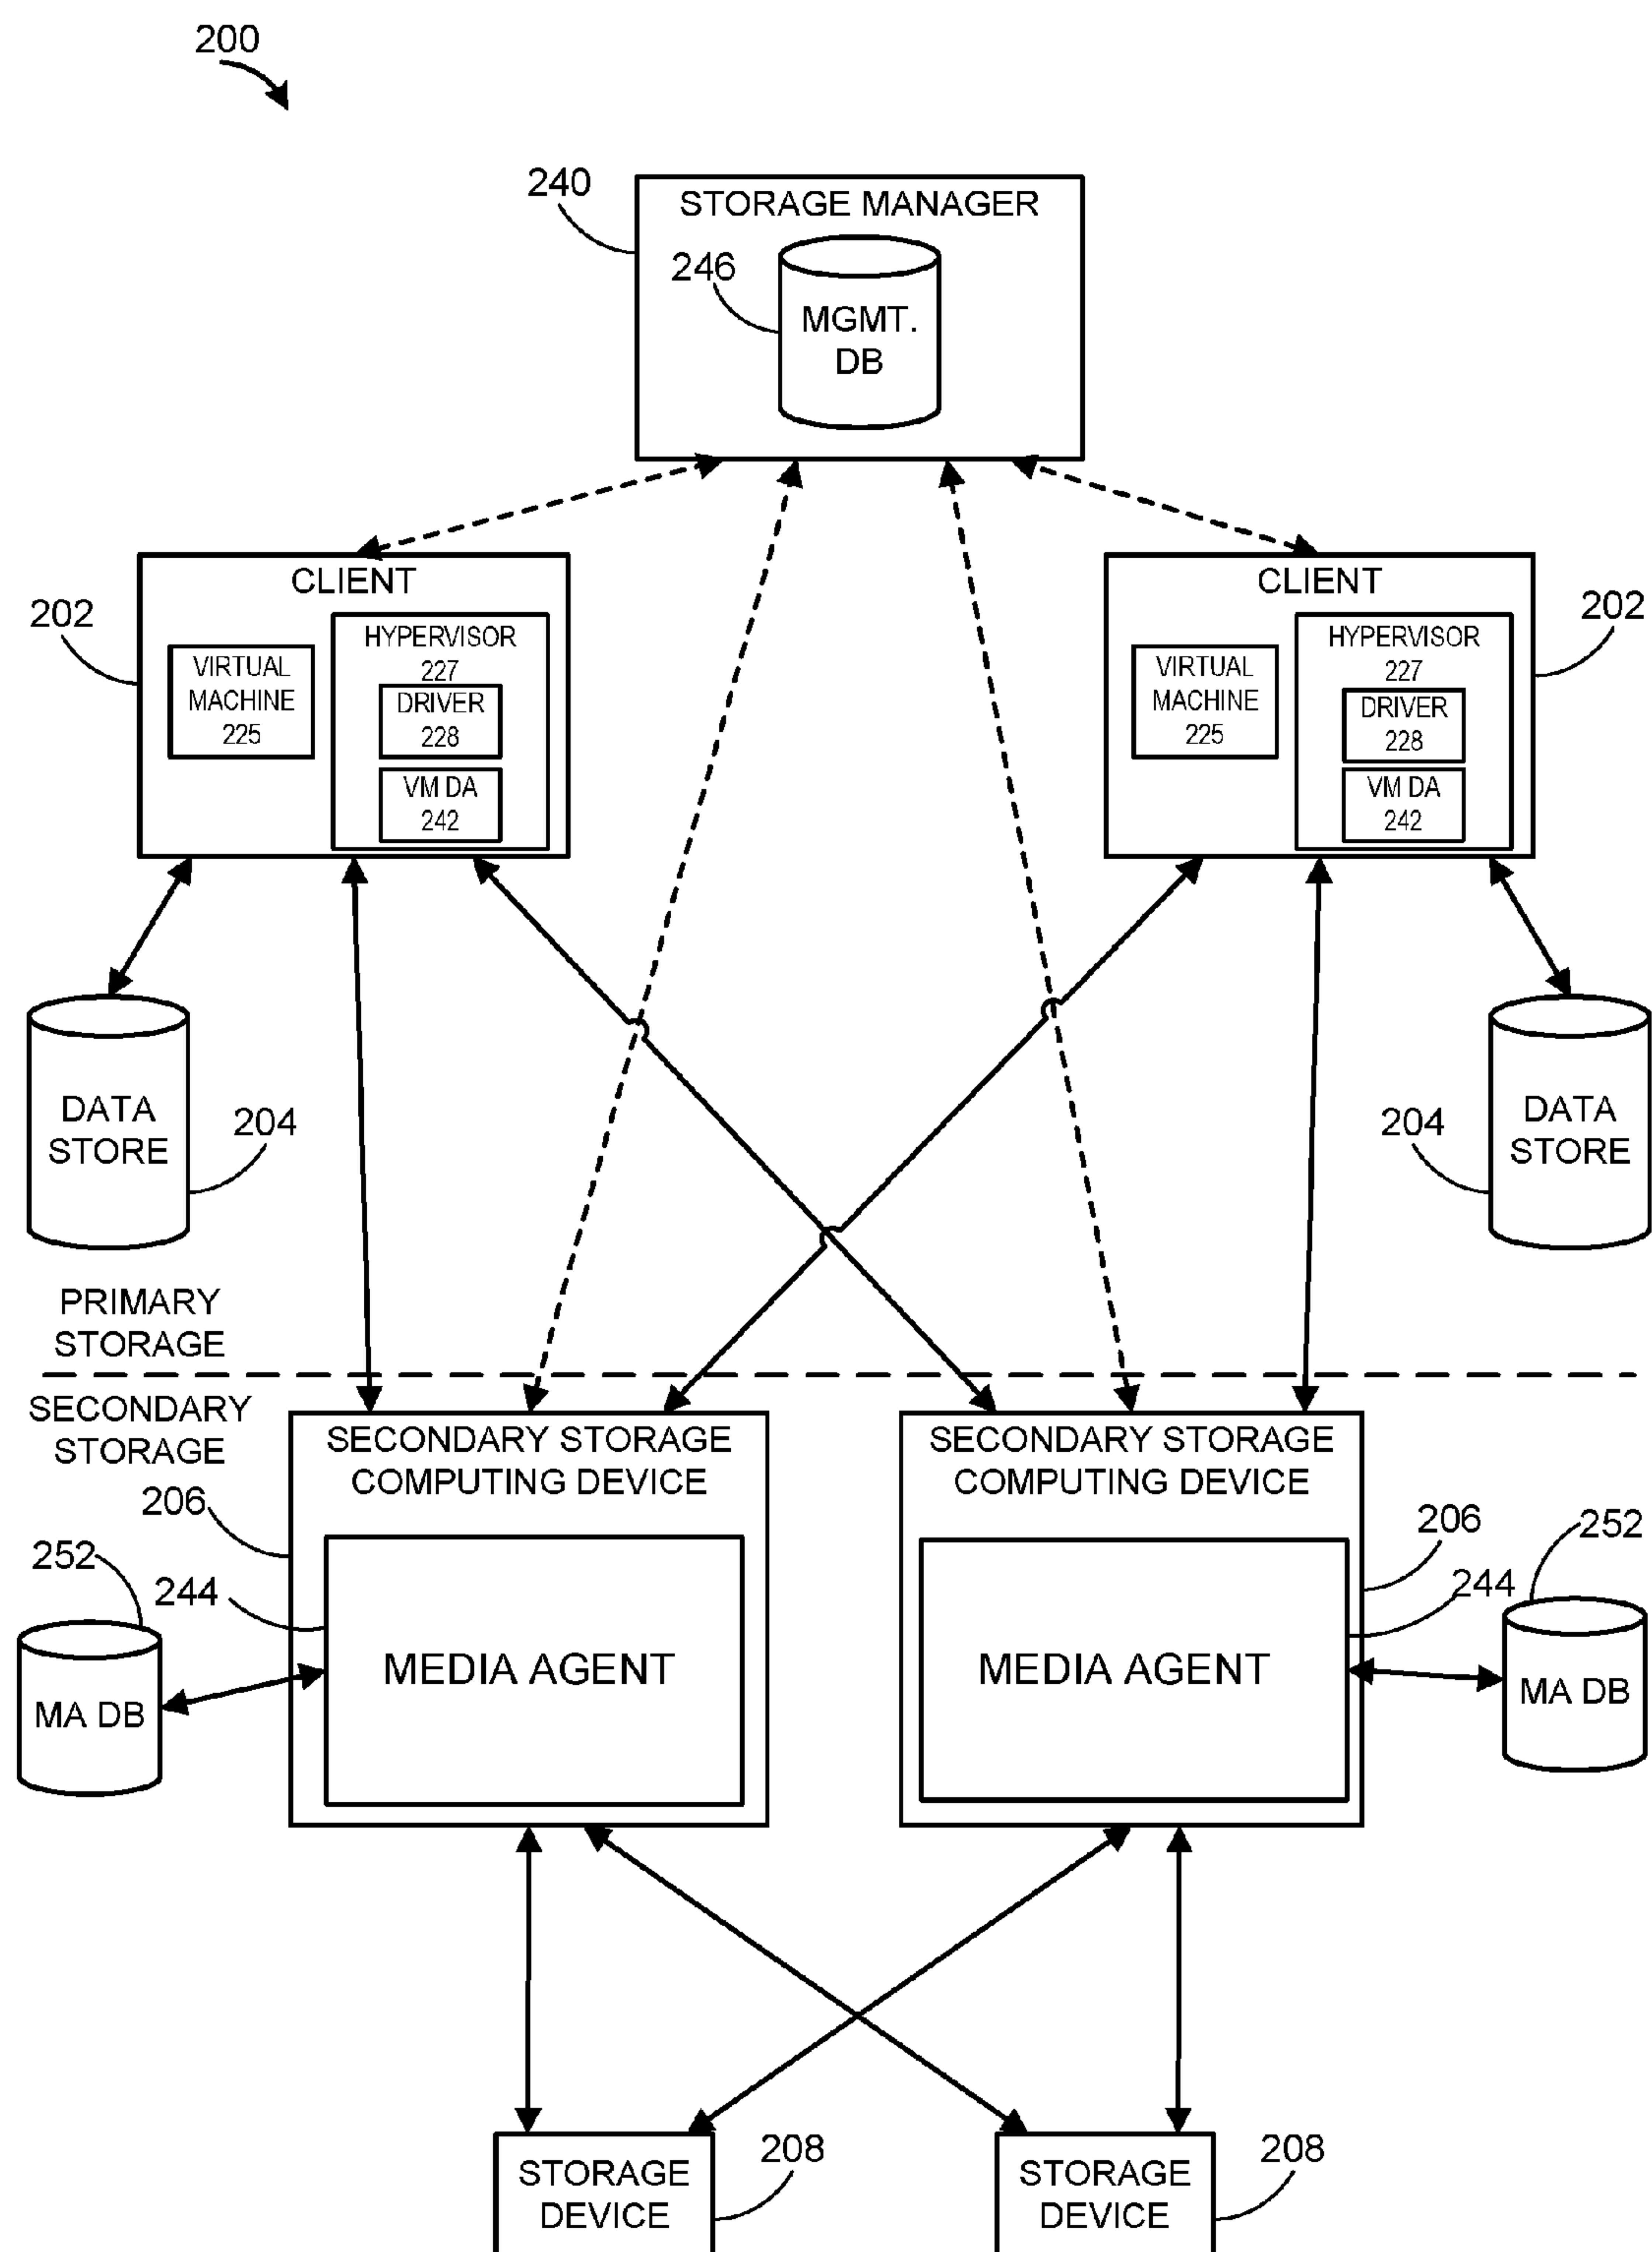 200
240
STORAGE MANAGER
246
MGMT.
DB
CLIENT
202
VIRTUAL
MACHINE
225
HYPERVISOR
227
DRIVER
228
VM DA
242
CLIENT
202
VIRTUAL
MACHINE
225
HYPERVISOR
227
DRIVER
228
VM DA
242
DATA
STORE
204
204
DATA
STORE
PRIMARY
STORAGE
SECONDARY
STORAGE
SECONDARY STORAGE
COMPUTING DEVICE
206
252
244
MEDIA AGENT
MA DB
SECONDARY STORAGE
COMPUTING DEVICE
206
252
244
MEDIA AGENT
MA DB
STORAGE
DEVICE
208
STORAGE
DEVICE
208